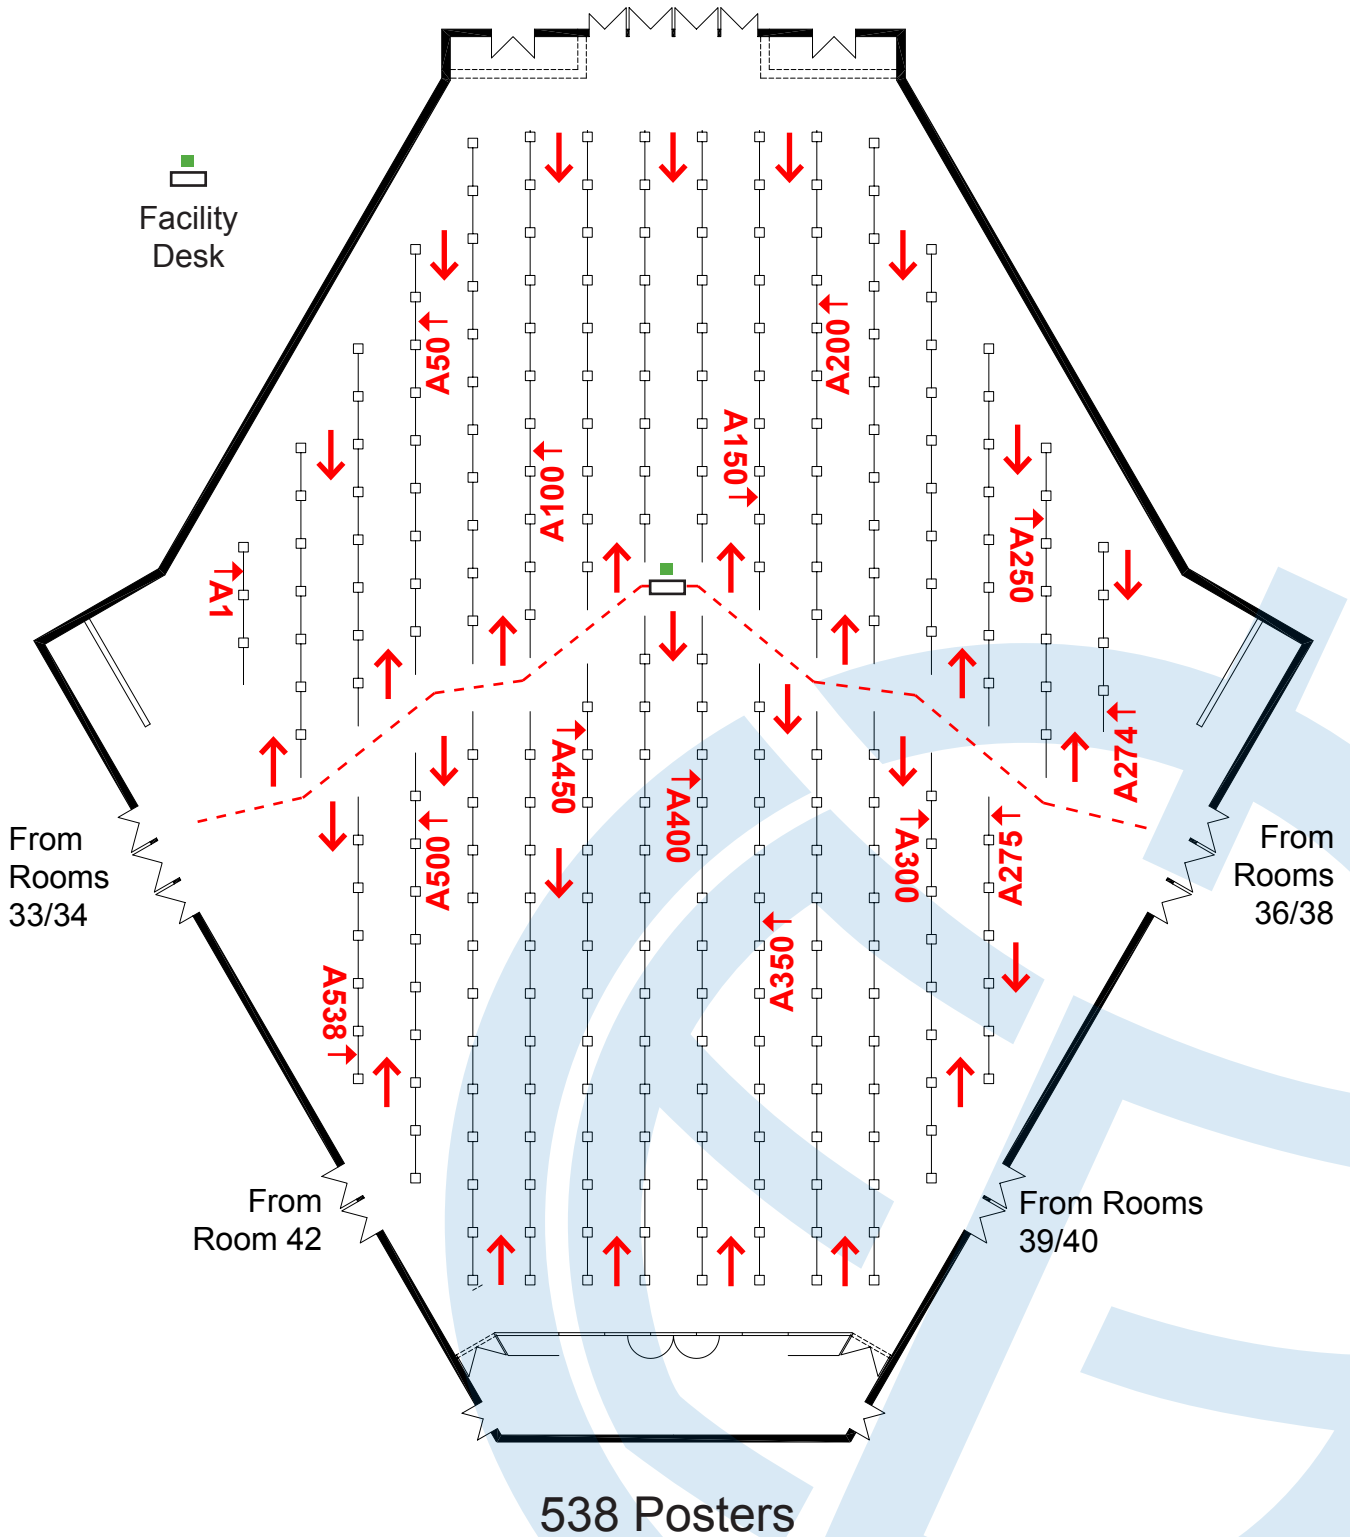 Facility
Desk
A50
A200
A100
A150
A250
A1
A274
A450
A400
A500
A300
A275
A350
A538
From
Rooms
33/34
From
Rooms
36/38
From
Room 42
From Rooms
39/40
538 Posters